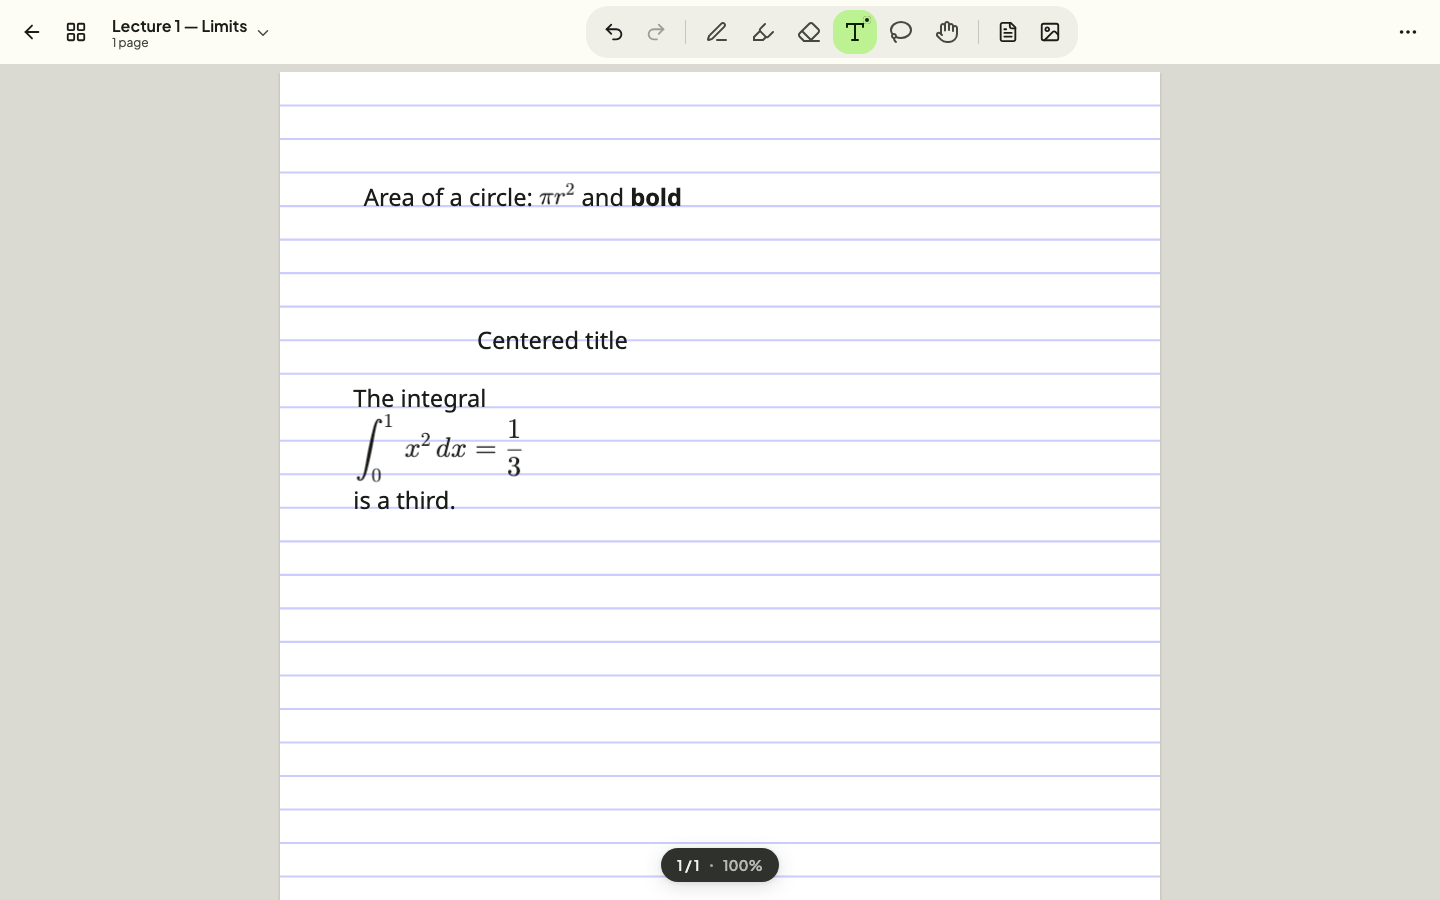 Lecture 1 — Limits
1 page
Area of a circle: πr² and bold
Centered title
The integral
∫₀¹ x² dx = 1/3
is a third.
1 / 1 · 100%